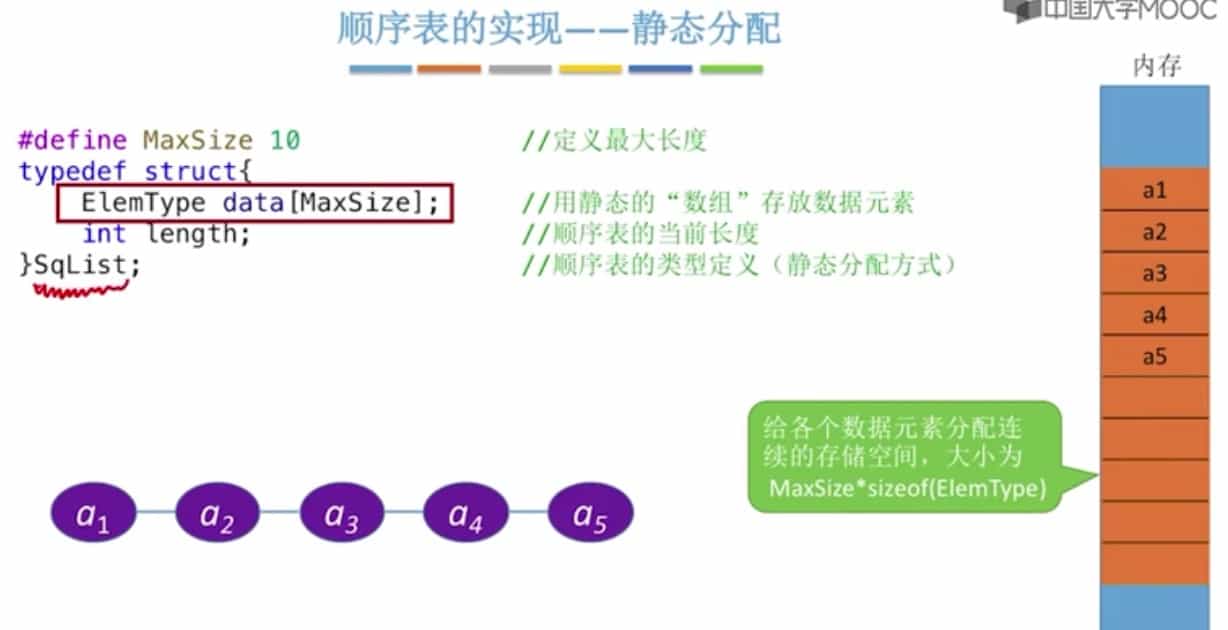 顺序表的实现——静态分配
中国大学MOOC
内存
#define MaxSize 10 //定义最大长度
typedef struct{
ElemType data[MaxSize]; //用静态的“数组”存放数据元素
int length; //顺序表的当前长度
}SqList; //顺序表的类型定义（静态分配方式）
a1
a2
a3
a4
a5
给各个数据元素分配连
续的存储空间，大小为
MaxSize*sizeof(ElemType)
a1 a2 a3 a4 a5